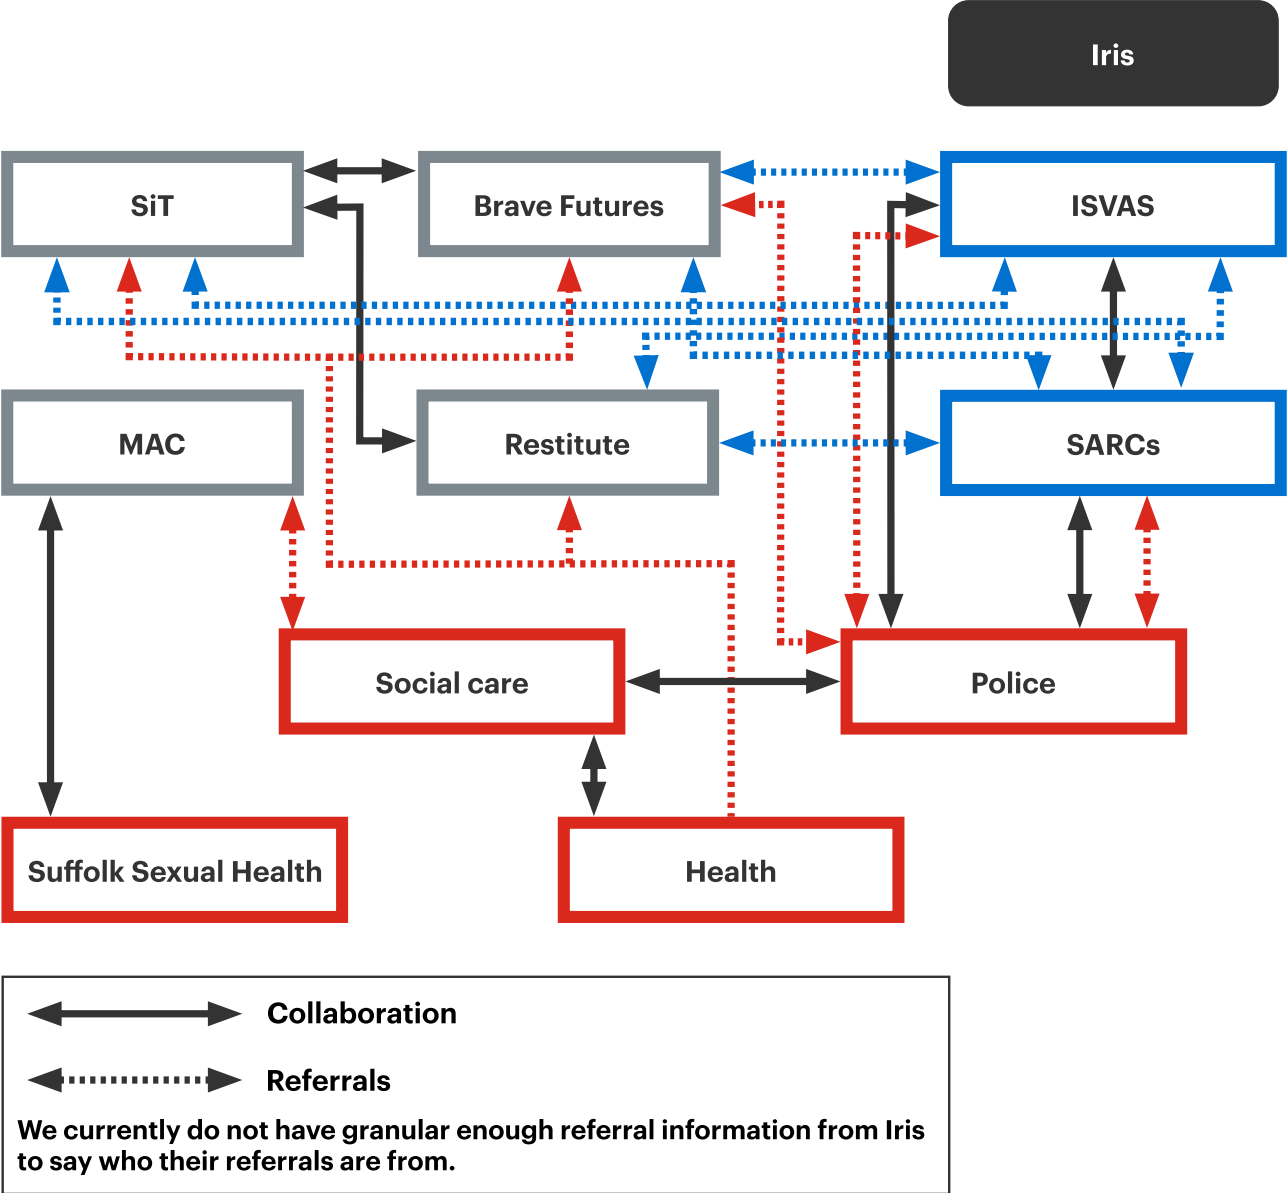 Iris
SiT
Brave Futures
ISVAS
MAC
Restitute
SARCs
Social care
Police
Suffolk Sexual Health
Health
Collaboration
Referrals
We currently do not have granular enough referral information from Iris
to say who their referrals are from.